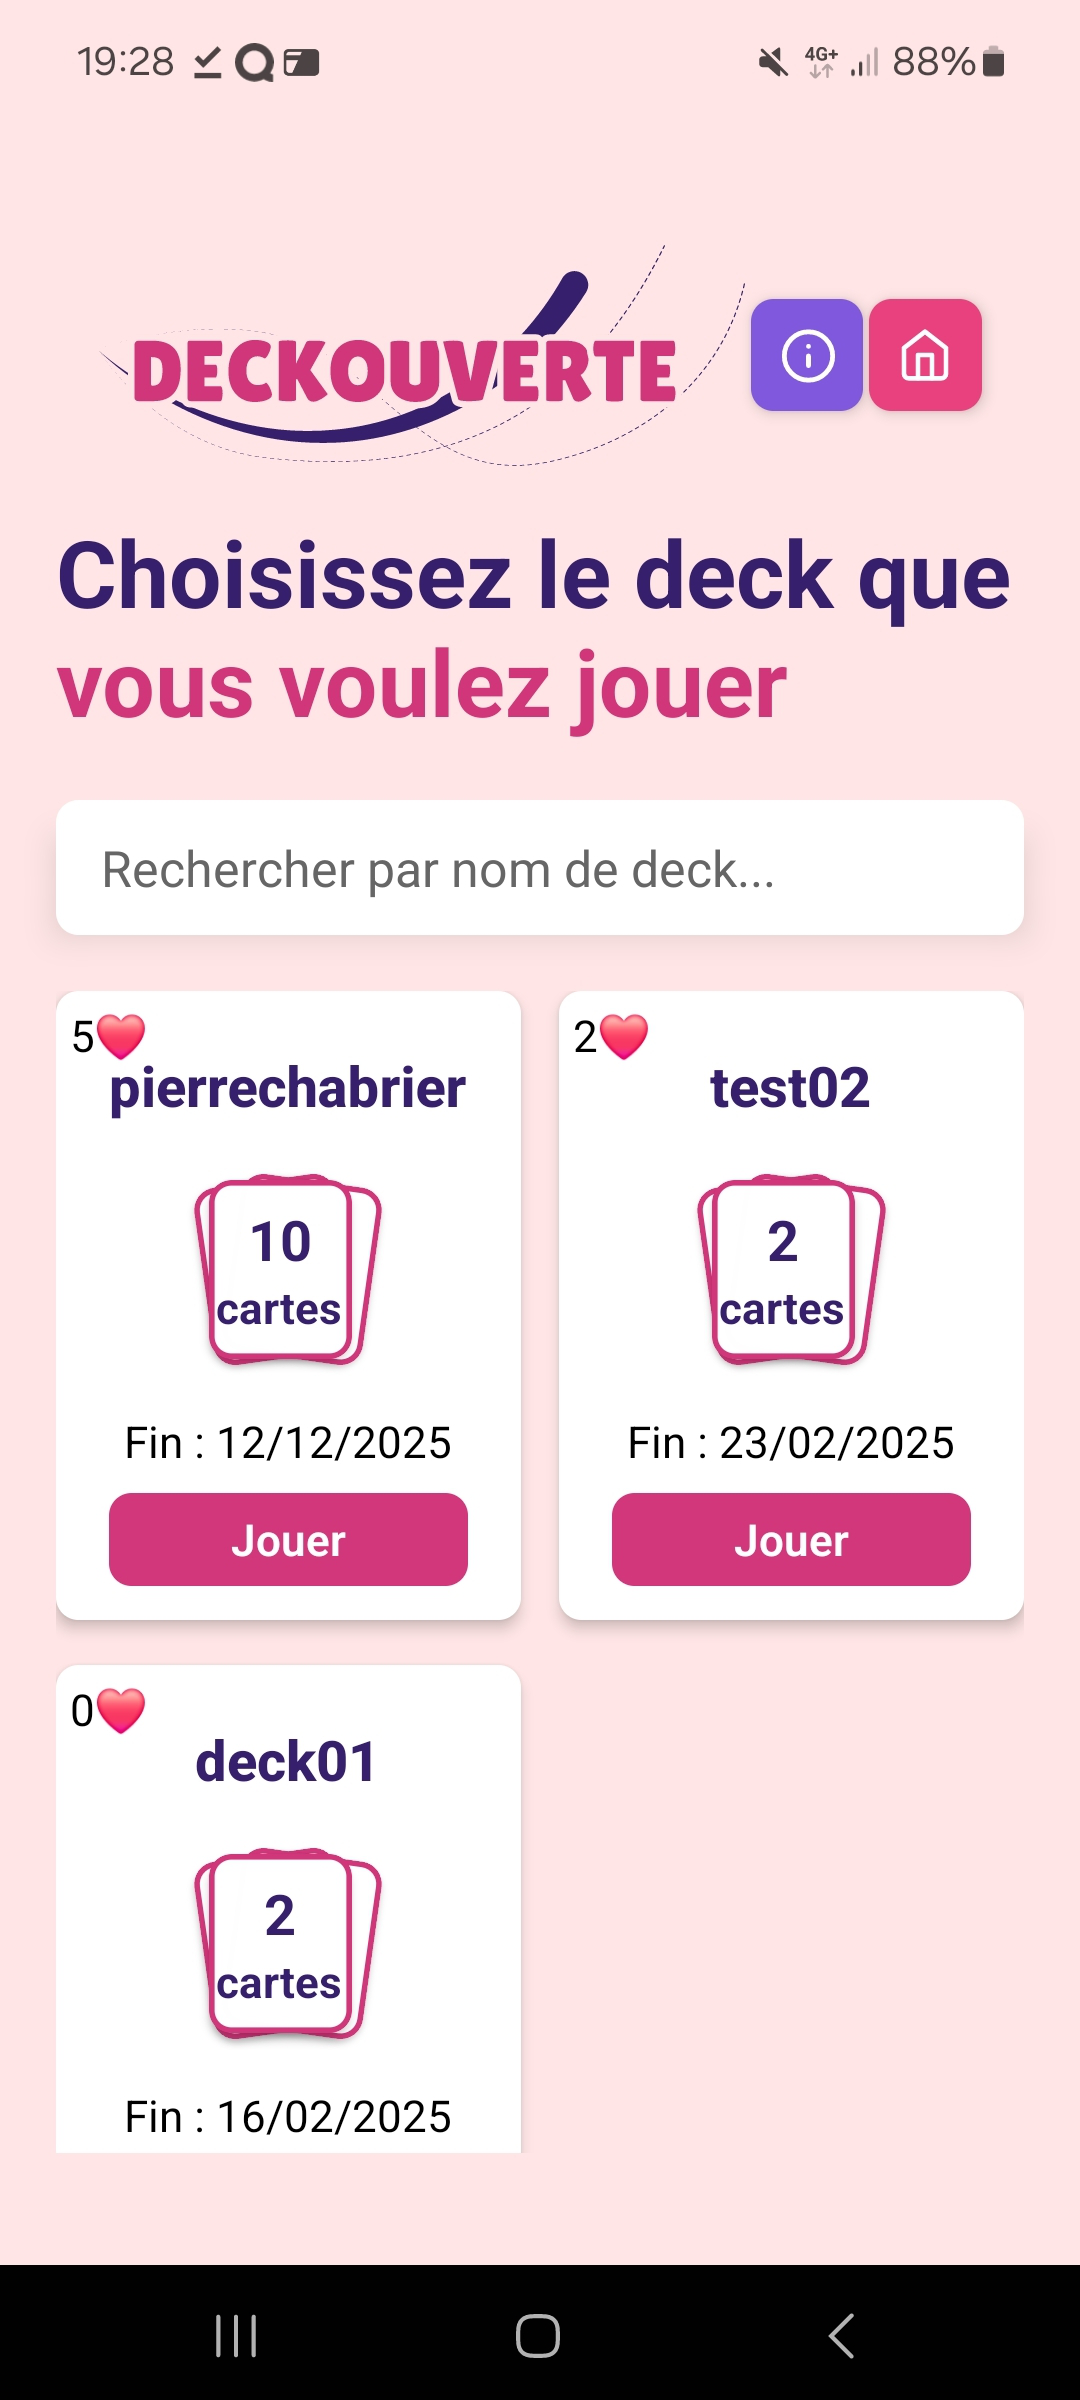 19:28
4G+
88%
DECKOUVERTE
Choisissez le deck que
vous voulez jouer
Rechercher par nom de deck...
5
pierrechabrier
10
cartes
Fin : 12/12/2025
Jouer
2
test02
2
cartes
Fin : 23/02/2025
Jouer
0
deck01
2
cartes
Fin : 16/02/2025